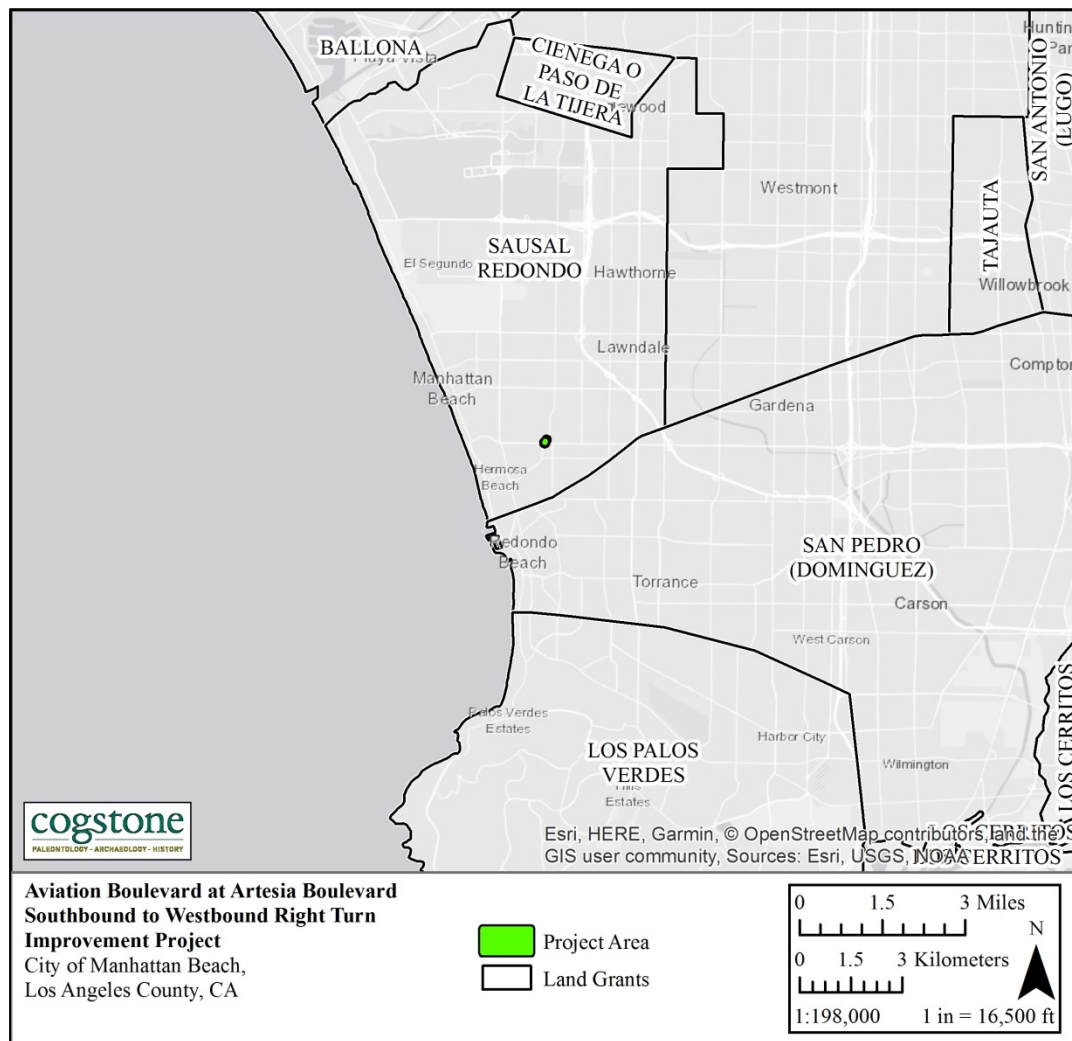 BALLONA
Playa Vista
CIENEGA O
PASO DE
LA TIJERA
SAN ANTONIO
(LUGO)
Westmont
TAJAUTA
SAUSAL
REDONDO
El Segundo
Hawthorne
Willowbrook
Lawndale
Compton
Manhattan
Beach
Gardena
Hermosa
Beach
Redondo
Beach
SAN PEDRO
(DOMINGUEZ)
Torrance
Carson
West Carson
LOS CERRITOS
Palos Verdes
Estates
Harbor City
LOS PALOS
VERDES
Wilmington
Estates
cogstone
PALEONTOLOGY - ARCHAEOLOGY - HISTORY
Esri, HERE, Garmin, © OpenStreetMap contributors, and the
GIS user community, Sources: Esri, USGS, NOAA
LOS CERRITOS
LOS CERRITOS
Aviation Boulevard at Artesia Boulevard
Southbound to Westbound Right Turn
Improvement Project
City of Manhattan Beach,
Los Angeles County, CA
Project Area
Land Grants
0 1.5 3 Miles
N
0 1.5 3 Kilometers
1:198,000 1 in = 16,500 ft